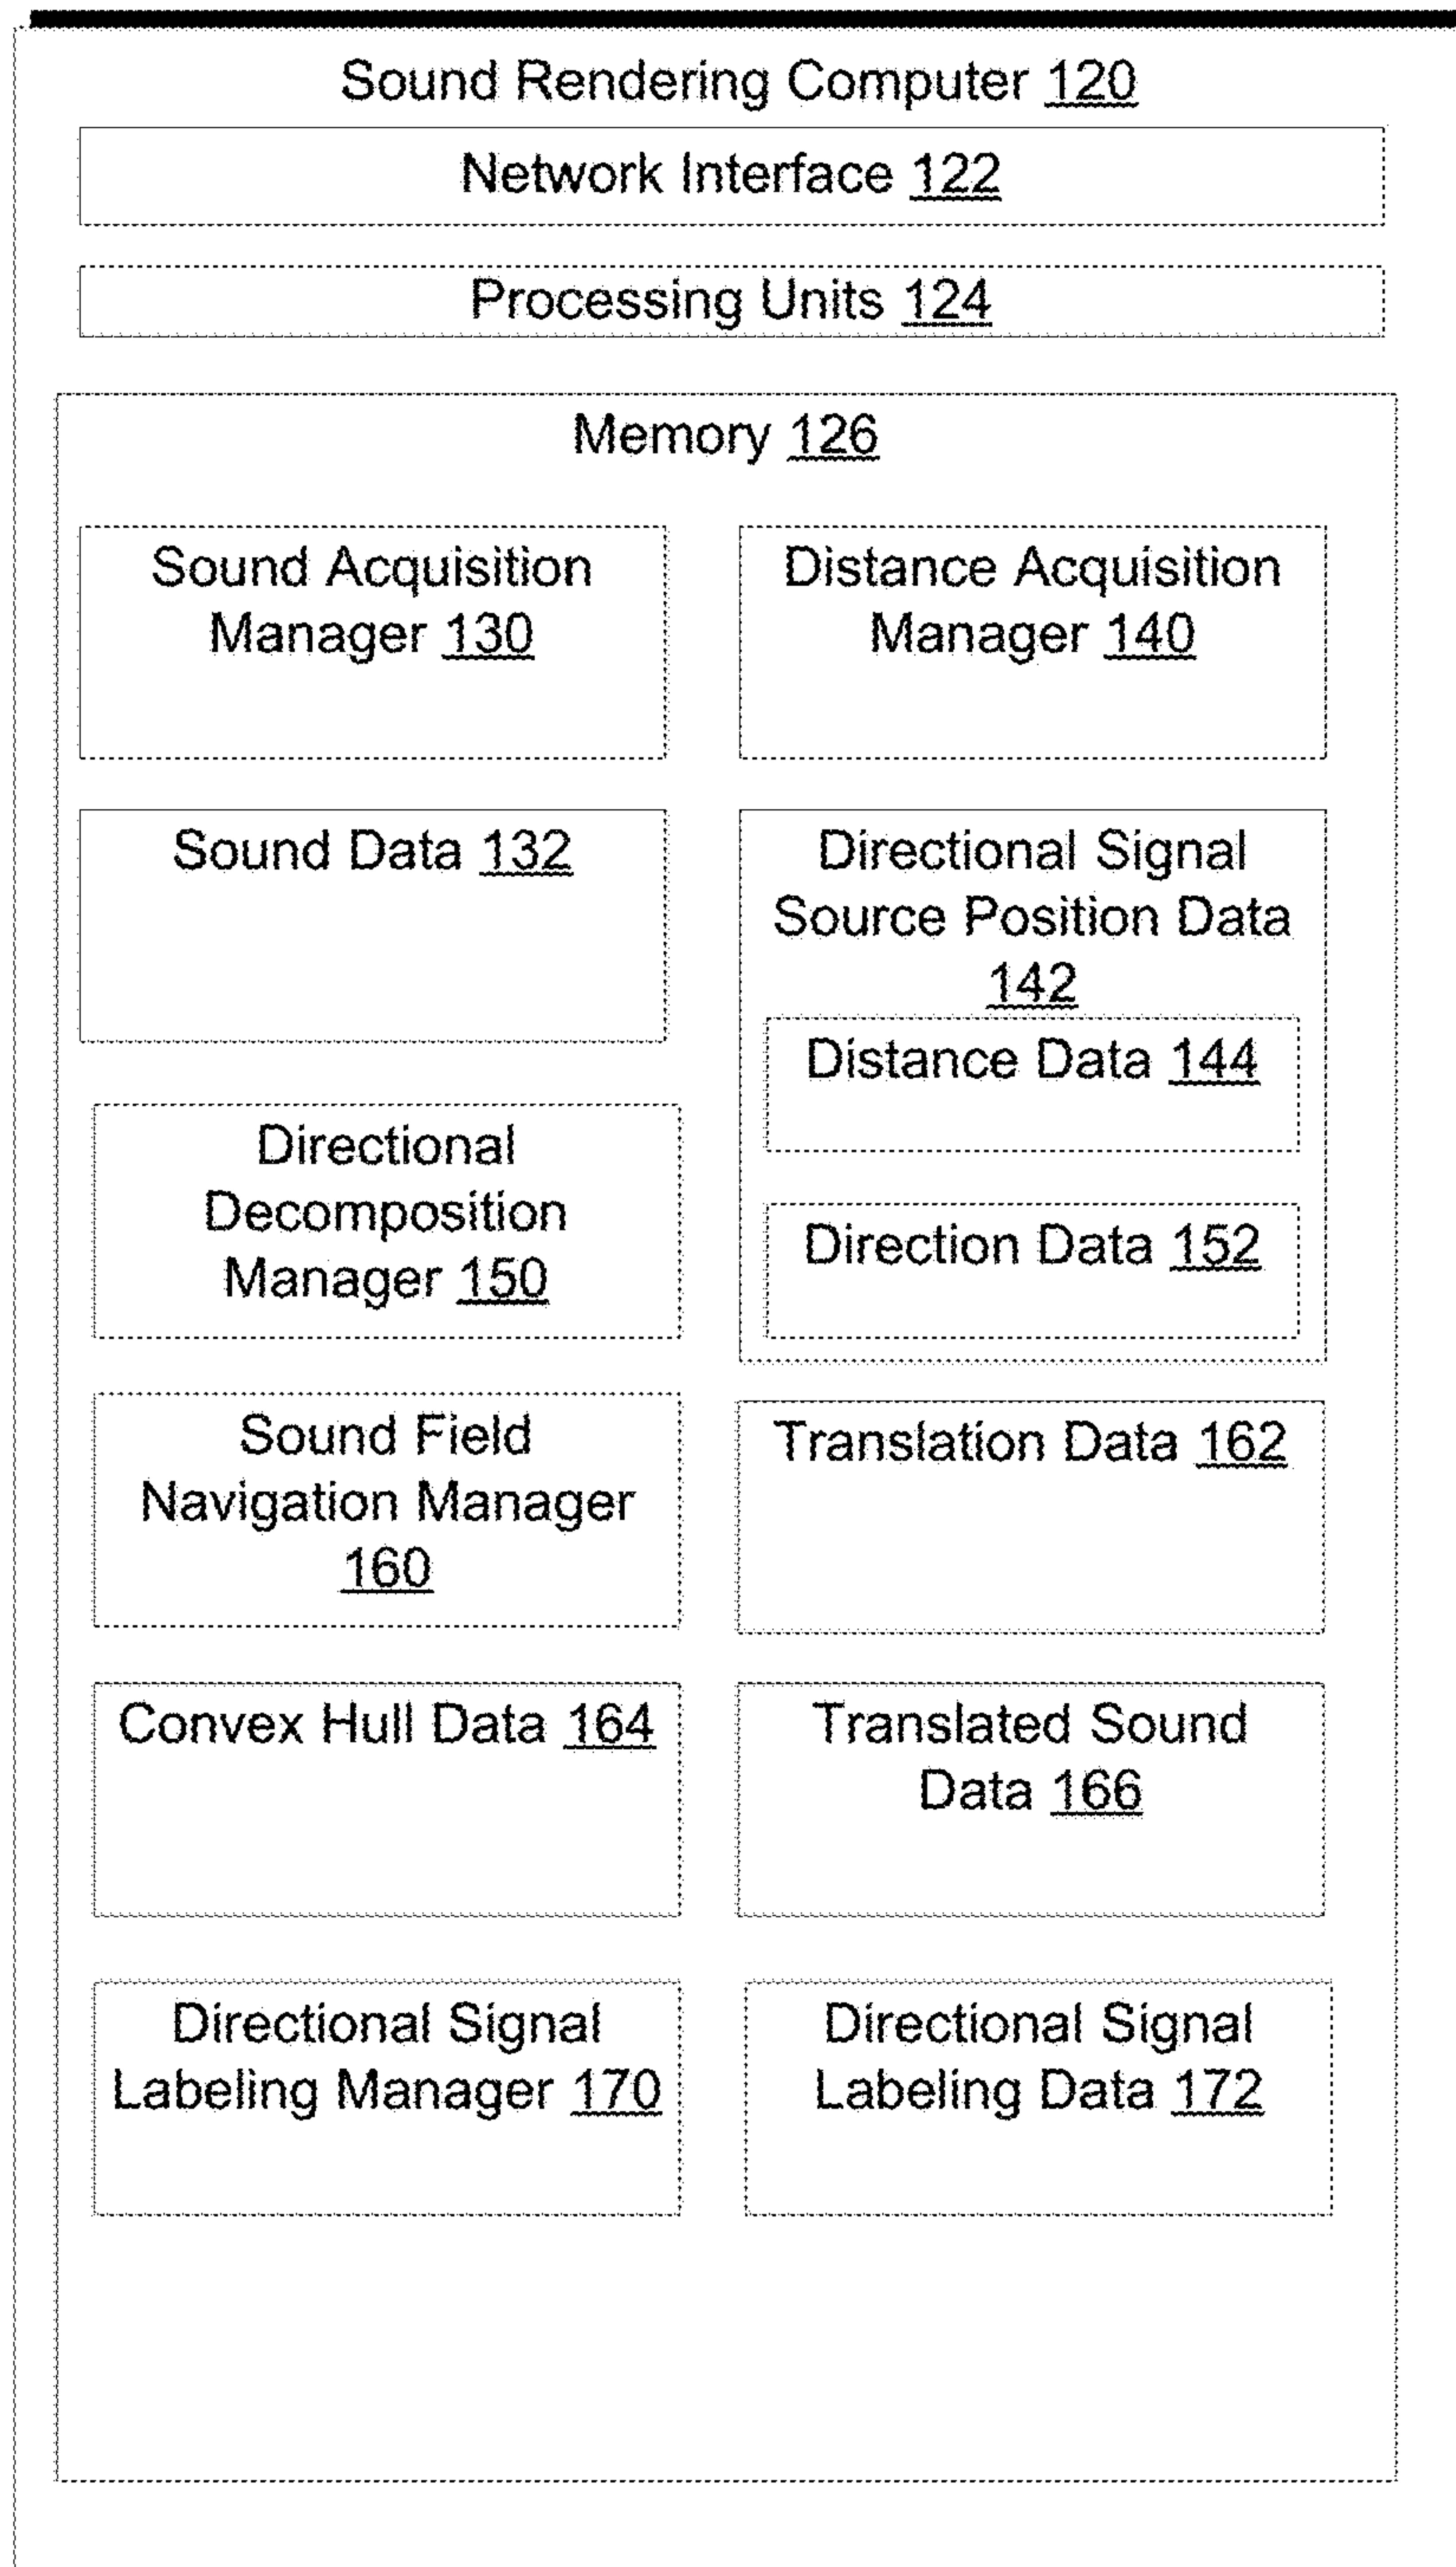 Sound Rendering Computer 120
Network Interface 122
Processing Units 124
Memory 126
Sound Acquisition
Manager 130
Distance Acquisition
Manager 140
Sound Data 132
Directional Signal
Source Position Data
142
Distance Data 144
Direction Data 152
Directional
Decomposition
Manager 150
Sound Field
Navigation Manager
160
Translation Data 162
Convex Hull Data 164
Translated Sound
Data 166
Directional Signal
Labeling Manager 170
Directional Signal
Labeling Data 172